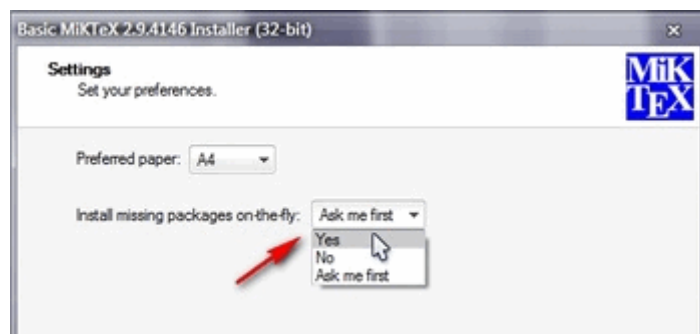 Basic MiKTeX 2.9.4146 Installer (32-bit)
Settings
Set your preferences.
MiK
TEX
Preferred paper: A4
Install missing packages on-the-fly: Ask me first
Yes
No
Ask me first